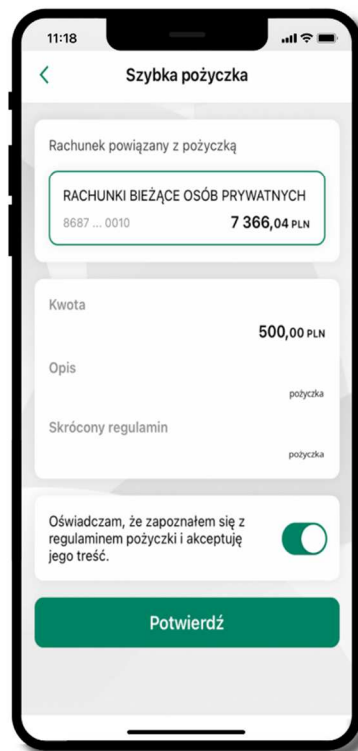 11:18
Szybka pożyczka
Rachunek powiązany z pożyczką
RACHUNKI BIEŻĄCE OSÓB PRYWATNYCH
8687 ... 0010 7 366,04 PLN
Kwota
500,00 PLN
Opis
pożyczka
Skrócony regulamin
pożyczka
Oświadczam, że zapoznałem się z
regulaminem pożyczki i akceptuję
jego treść.
Potwierdź